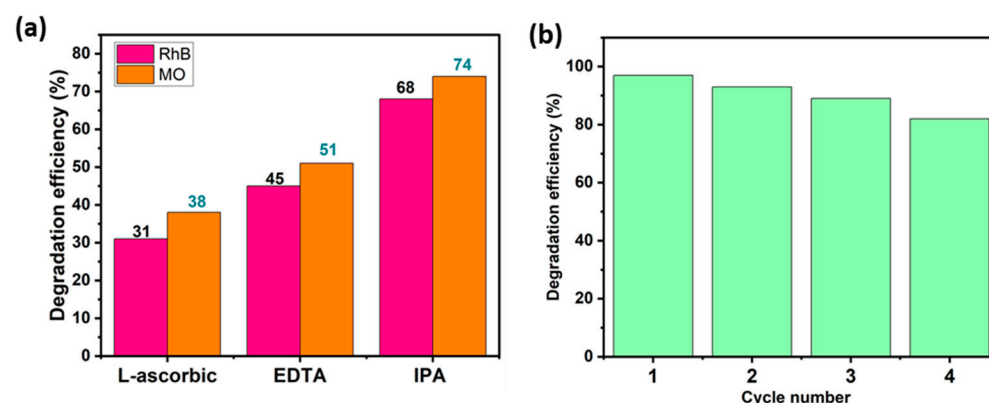 (a)
RhB
MO
Degradation efficiency (%)
80
70
60
50
40
30
20
10
0
31
38
45
51
68
74
L-ascorbic
EDTA
IPA
(b)
Degradation efficiency (%)
100
80
60
40
20
0
1
2
3
4
Cycle number